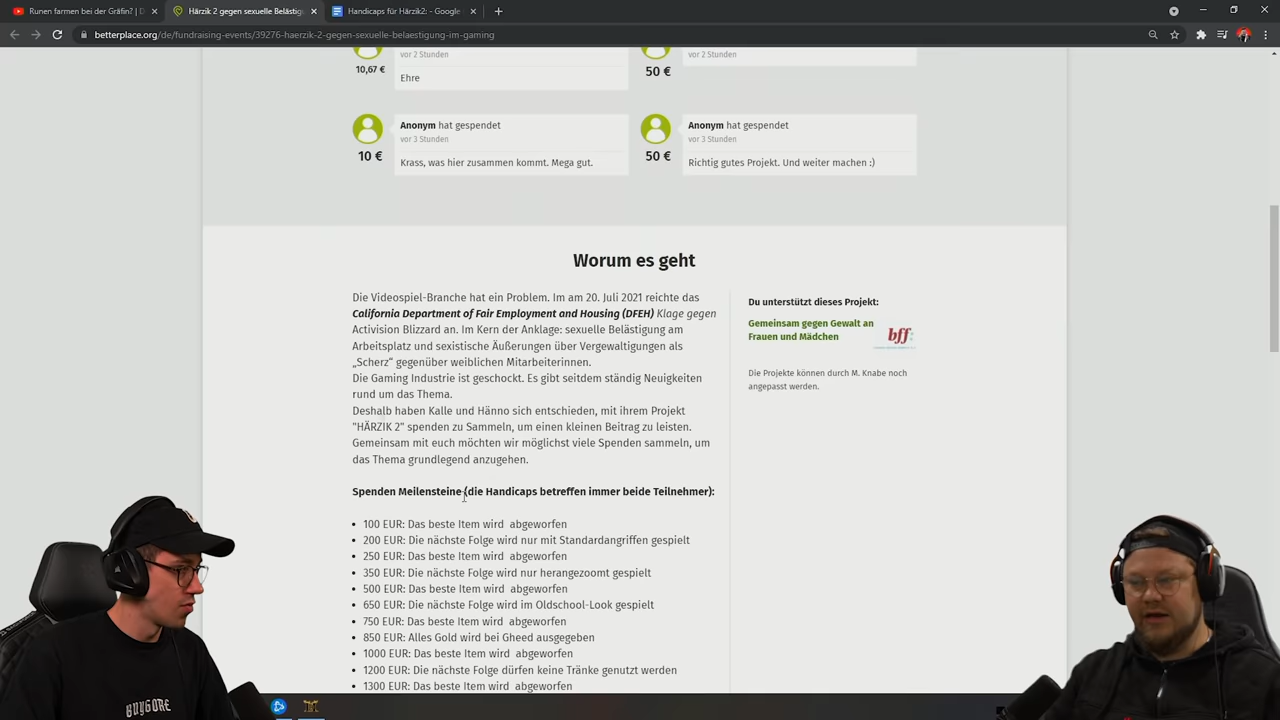 Runen farmen bei der Gräfin? | D
Härzik 2 gegen sexuelle Belästig
Handicaps für Härzik2: - Google
betterplace.org/de/fundraising-events/39276-haerzik-2-gegen-sexuelle-belaestigung-im-gaming
10,67 €
vor 2 Stunden
Ehre
50 €
vor 2 Stunden
10 €
Anonym hat gespendet
vor 3 Stunden
Krass, was hier zusammen kommt. Mega gut.
50 €
Anonym hat gespendet
vor 3 Stunden
Richtig gutes Projekt. Und weiter machen :)
Worum es geht
Die Videospiel-Branche hat ein Problem. Im am 20. Juli 2021 reichte das
California Department of Fair Employment and Housing (DFEH) Klage gegen
Activision Blizzard an. Im Kern der Anklage: sexuelle Belästigung am
Arbeitsplatz und sexistische Äußerungen über Vergewaltigungen als
„Scherz“ gegenüber weiblichen Mitarbeiterinnen.
Die Gaming Industrie ist geschockt. Es gibt seitdem ständig Neuigkeiten
rund um das Thema.
Deshalb haben Kalle und Hänno sich entschieden, mit ihrem Projekt
"HÄRZIK 2" spenden zu Sammeln, um einen kleinen Beitrag zu leisten.
Gemeinsam mit euch möchten wir möglichst viele Spenden sammeln, um
das Thema grundlegend anzugehen.
Spenden Meilensteine (die Handicaps betreffen immer beide Teilnehmer):
• 100 EUR: Das beste Item wird  abgeworfen
• 200 EUR: Die nächste Folge wird nur mit Standardangriffen gespielt
• 250 EUR: Das beste Item wird  abgeworfen
• 350 EUR: Die nächste Folge wird nur herangezoomt gespielt
• 500 EUR: Das beste Item wird  abgeworfen
• 650 EUR: Die nächste Folge wird im Oldschool-Look gespielt
• 750 EUR: Das beste Item wird  abgeworfen
• 850 EUR: Alles Gold wird bei Gheed ausgegeben
• 1000 EUR: Das beste Item wird  abgeworfen
• 1200 EUR: Die nächste Folge dürfen keine Tränke genutzt werden
• 1300 EUR: Das beste Item wird  abgeworfen
Du unterstützt dieses Projekt:
Gemeinsam gegen Gewalt an
Frauen und Mädchen
bff:
Die Projekte können durch M. Knabe noch
angepasst werden.
GUYGORE